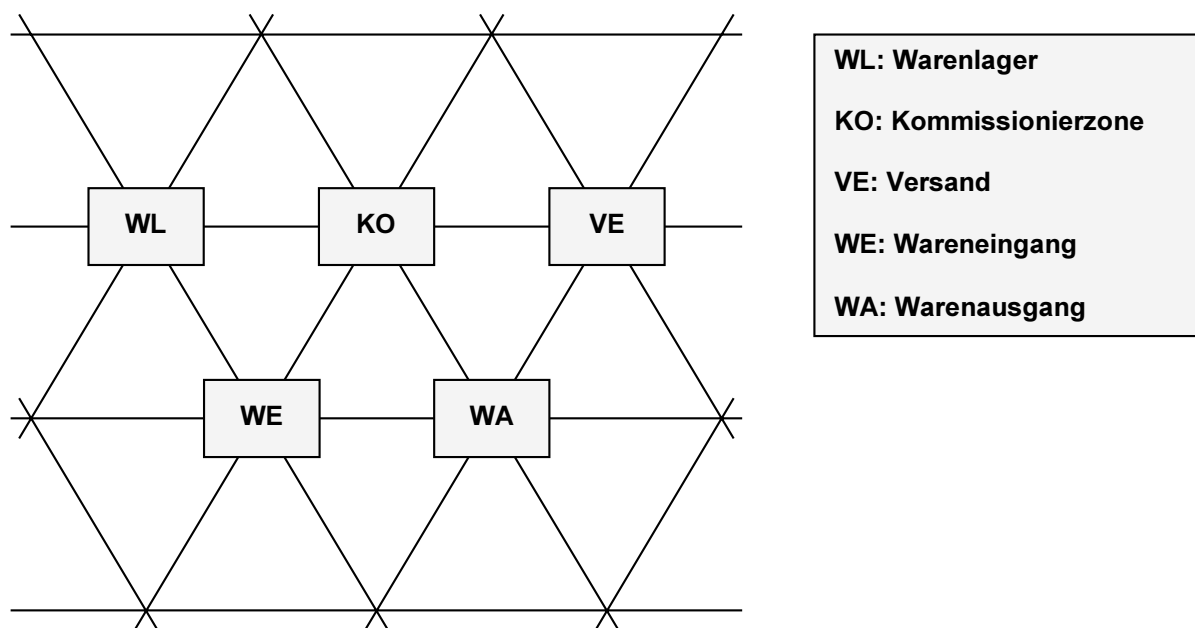 WL
KO
VE
WE
WA
WL: Warenlager
KO: Kommissionierzone
VE: Versand
WE: Wareneingang
WA: Warenausgang